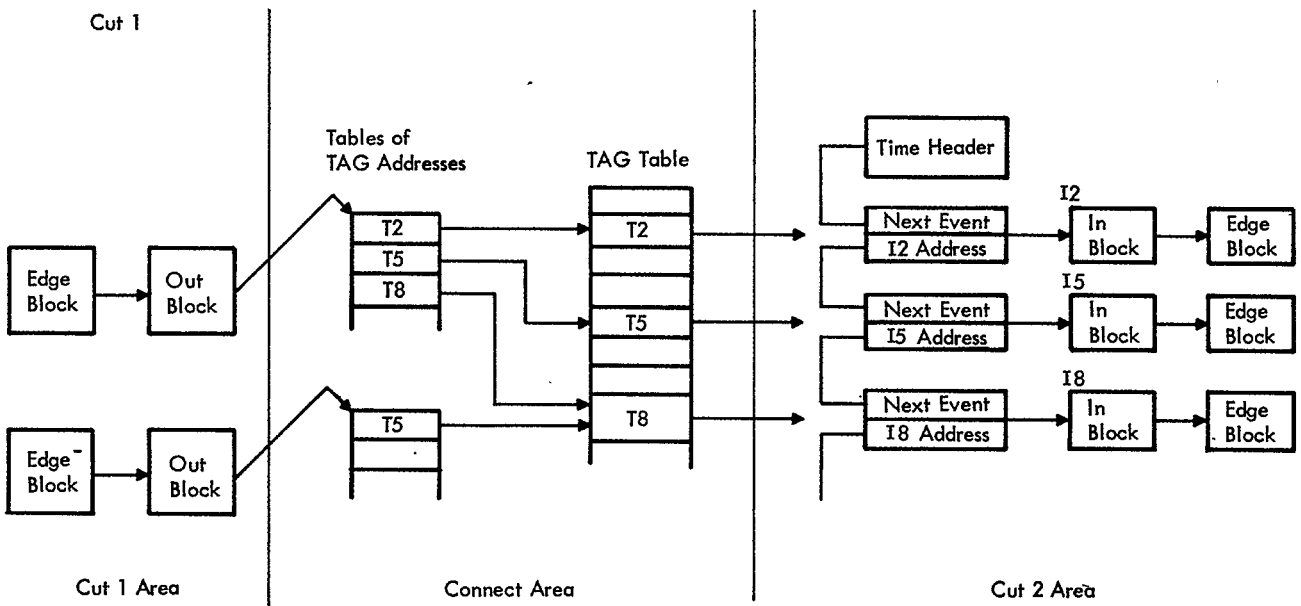 Cut 1
Tables of
TAG Addresses
TAG Table
T2
T5
T8
T5
T2
T5
T8
Edge
Block
Out
Block
Edge
Block
Out
Block
Time Header
Next Event
I2 Address
I2
In
Block
Edge
Block
Next Event
I5 Address
I5
In
Block
Edge
Block
Next Event
I8 Address
I8
In
Block
Edge
Block
Cut 1 Area
Connect Area
Cut 2 Area